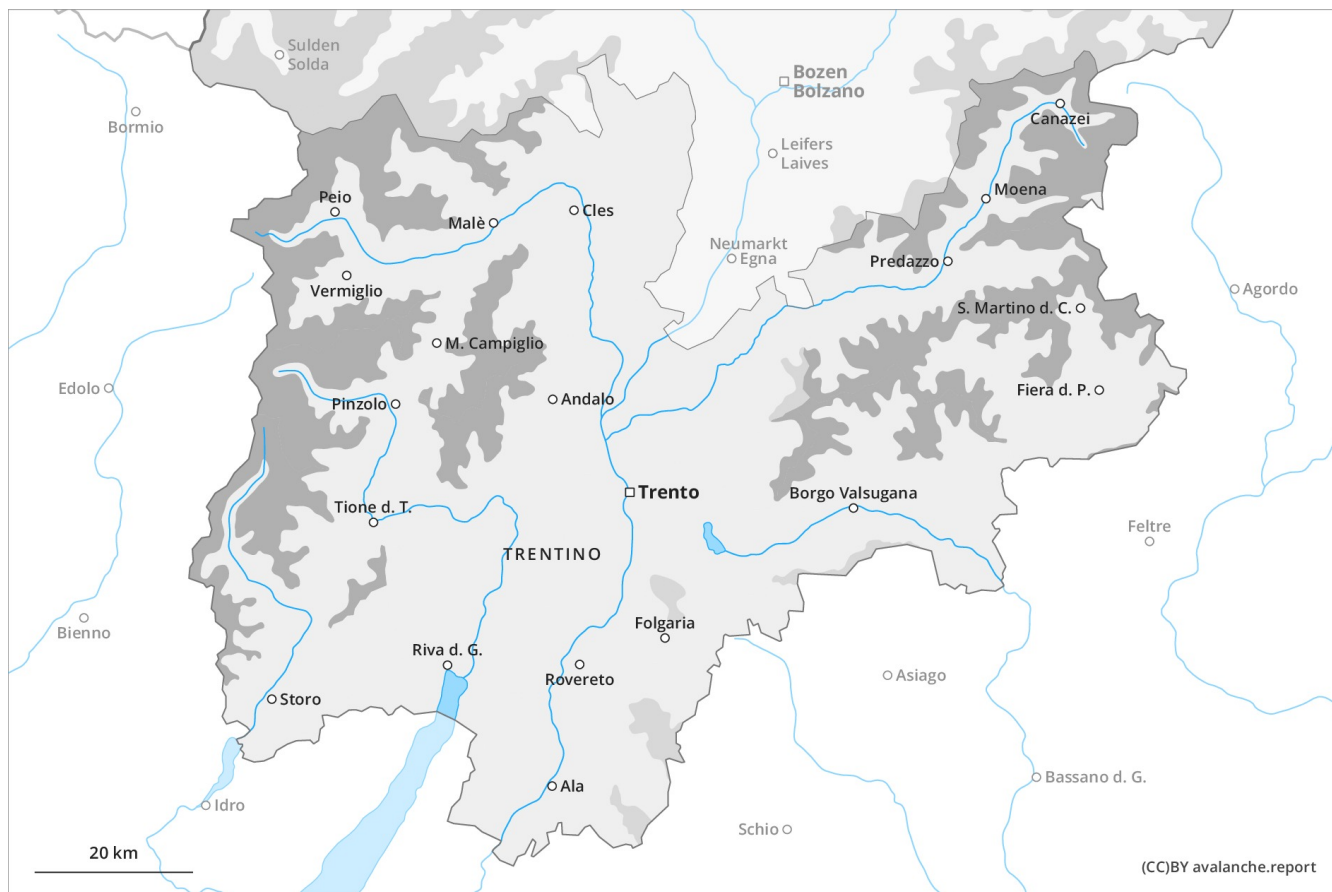 Sulden
Solda
Bozen
Bolzano
Bormio
Canazei
Leifers
Laives
Peio
Moena
Malè
Cles
Neumarkt
Egna
Predazzo
Vermiglio
Agordo
S. Martino d. C.
M. Campiglio
Edolo
Fiera d. P.
Pinzolo
Andalo
Trento
Borgo Valsugana
Tione d. T.
Feltre
TRENTINO
Bienno
Folgaria
Riva d. G.
Asiago
Rovereto
Storo
Bassano d. G.
Ala
Idro
Schio
20 km
(CC)BY avalanche.report